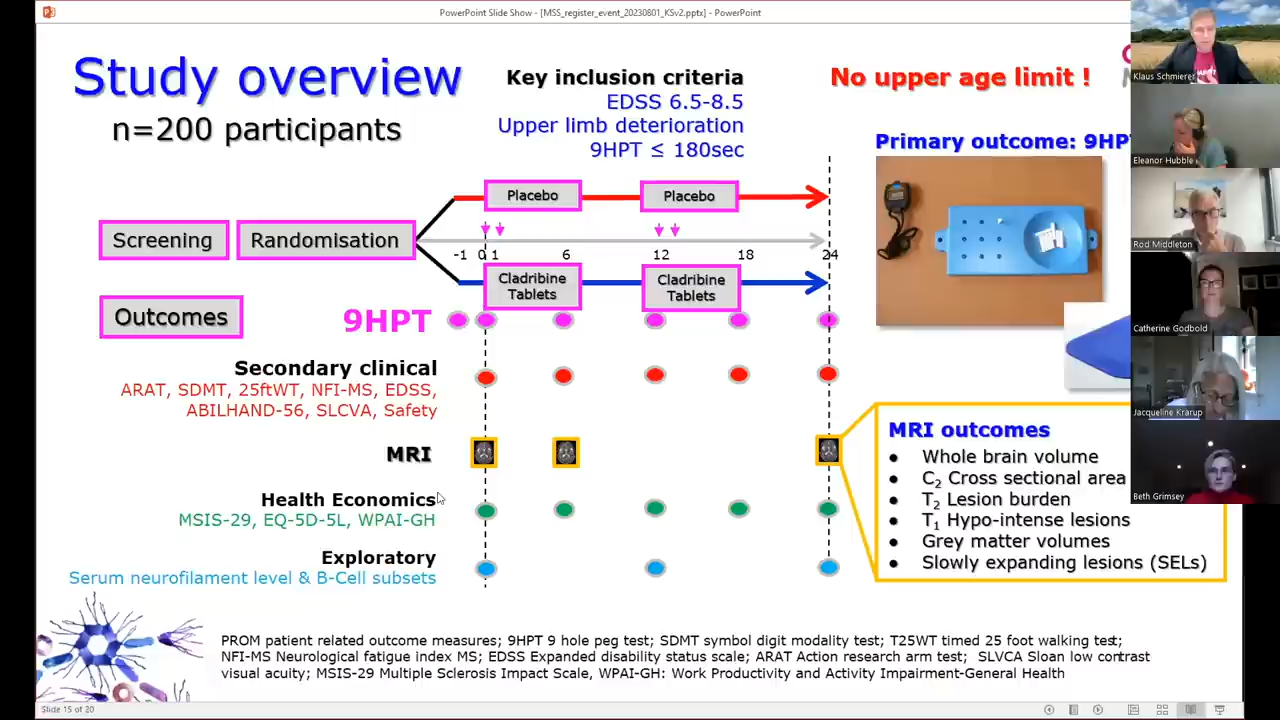 PowerPoint Slide Show - [MSS_register_event_20230601_KSv2.pptx] - PowerPoint
Study overview
n=200 participants
Key inclusion criteria
EDSS 6.5-8.5
Upper limb deterioration
9HPT ≤ 180sec
No upper age limit !
Primary outcome: 9HPT
Placebo
Placebo
Screening
Randomisation
-1 0 1 6 12 18 24
Cladribine
Tablets
Cladribine
Tablets
Outcomes
9HPT
Secondary clinical
ARAT, SDMT, 25ftWT, NFI-MS, EDSS,
ABILHAND-56, SLCVA, Safety
MRI
Health Economics
MSIS-29, EQ-5D-5L, WPAI-GH
Exploratory
Serum neurofilament level & B-Cell subsets
MRI outcomes
• Whole brain volume
• C2 Cross sectional area
• T2 Lesion burden
• T1 Hypo-intense lesions
• Grey matter volumes
• Slowly expanding lesions (SELs)
PROM patient related outcome measures; 9HPT 9 hole peg test; SDMT symbol digit modality test; T25WT timed 25 foot walking test;
NFI-MS Neurological fatigue index MS; EDSS Expanded disability status scale; ARAT Action research arm test; SLVCA Sloan low contrast
visual acuity; MSIS-29 Multiple Sclerosis Impact Scale, WPAI-GH: Work Productivity and Activity Impairment-General Health
Slide 15 of 20
Klaus Schmierer
Eleanor Hubble
Rod Middleton
Catherine Godbold
Jacqueline Krarup
Beth Grimsey